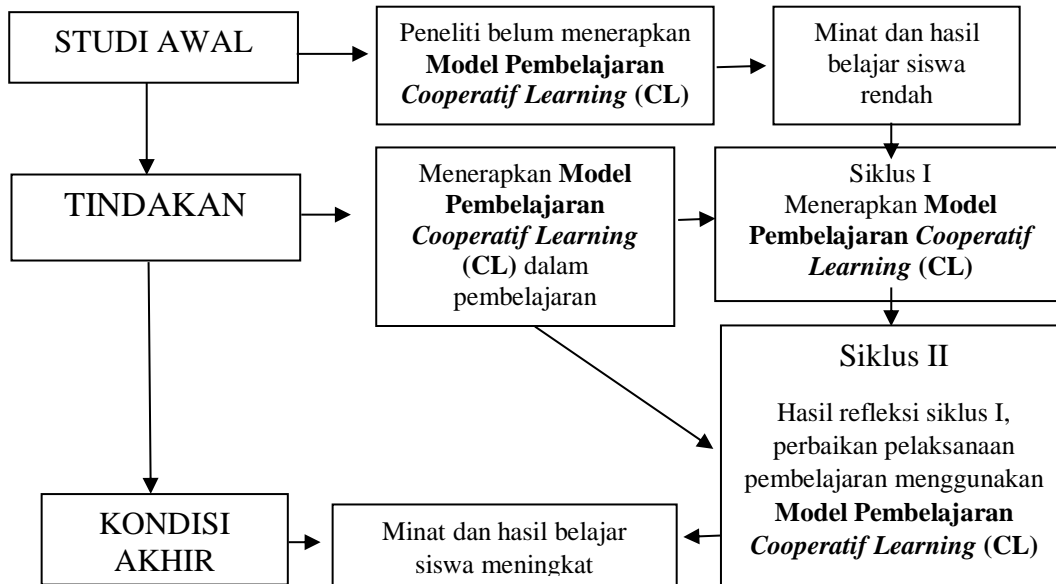 STUDI AWAL
Peneliti belum menerapkan
Model Pembelajaran
Cooperatif Learning (CL)
Minat dan hasil
belajar siswa
rendah
TINDAKAN
Menerapkan Model
Pembelajaran
Cooperatif Learning
(CL) dalam
pembelajaran
Siklus I
Menerapkan Model
Pembelajaran Cooperatif
Learning (CL)
Siklus II
Hasil refleksi siklus I,
perbaikan pelaksanaan
pembelajaran menggunakan
Model Pembelajaran
Cooperatif Learning (CL)
KONDISI
AKHIR
Minat dan hasil belajar
siswa meningkat